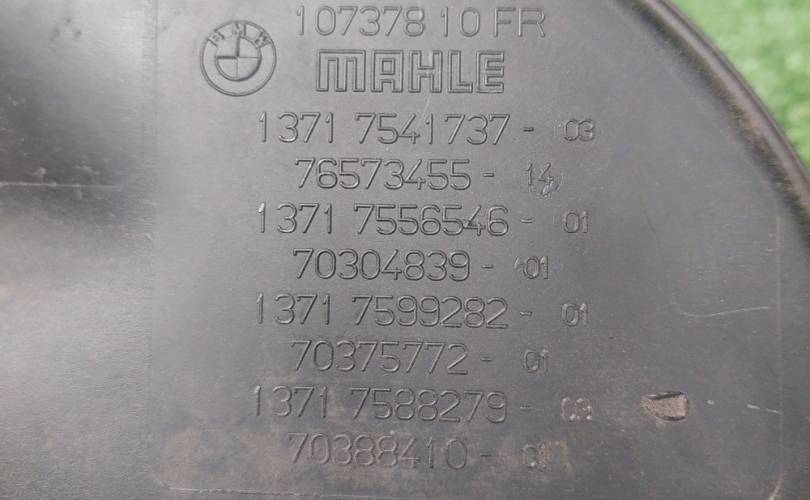 BMW
107378 10 FR
MAHLE
1371 7541737 - 03
76573455 - 14
1371 7556546 - 01
70304839 - 01
1371 7599282 - 01
70375772 - 01
1371 7588279 - 03
70388410 - 01